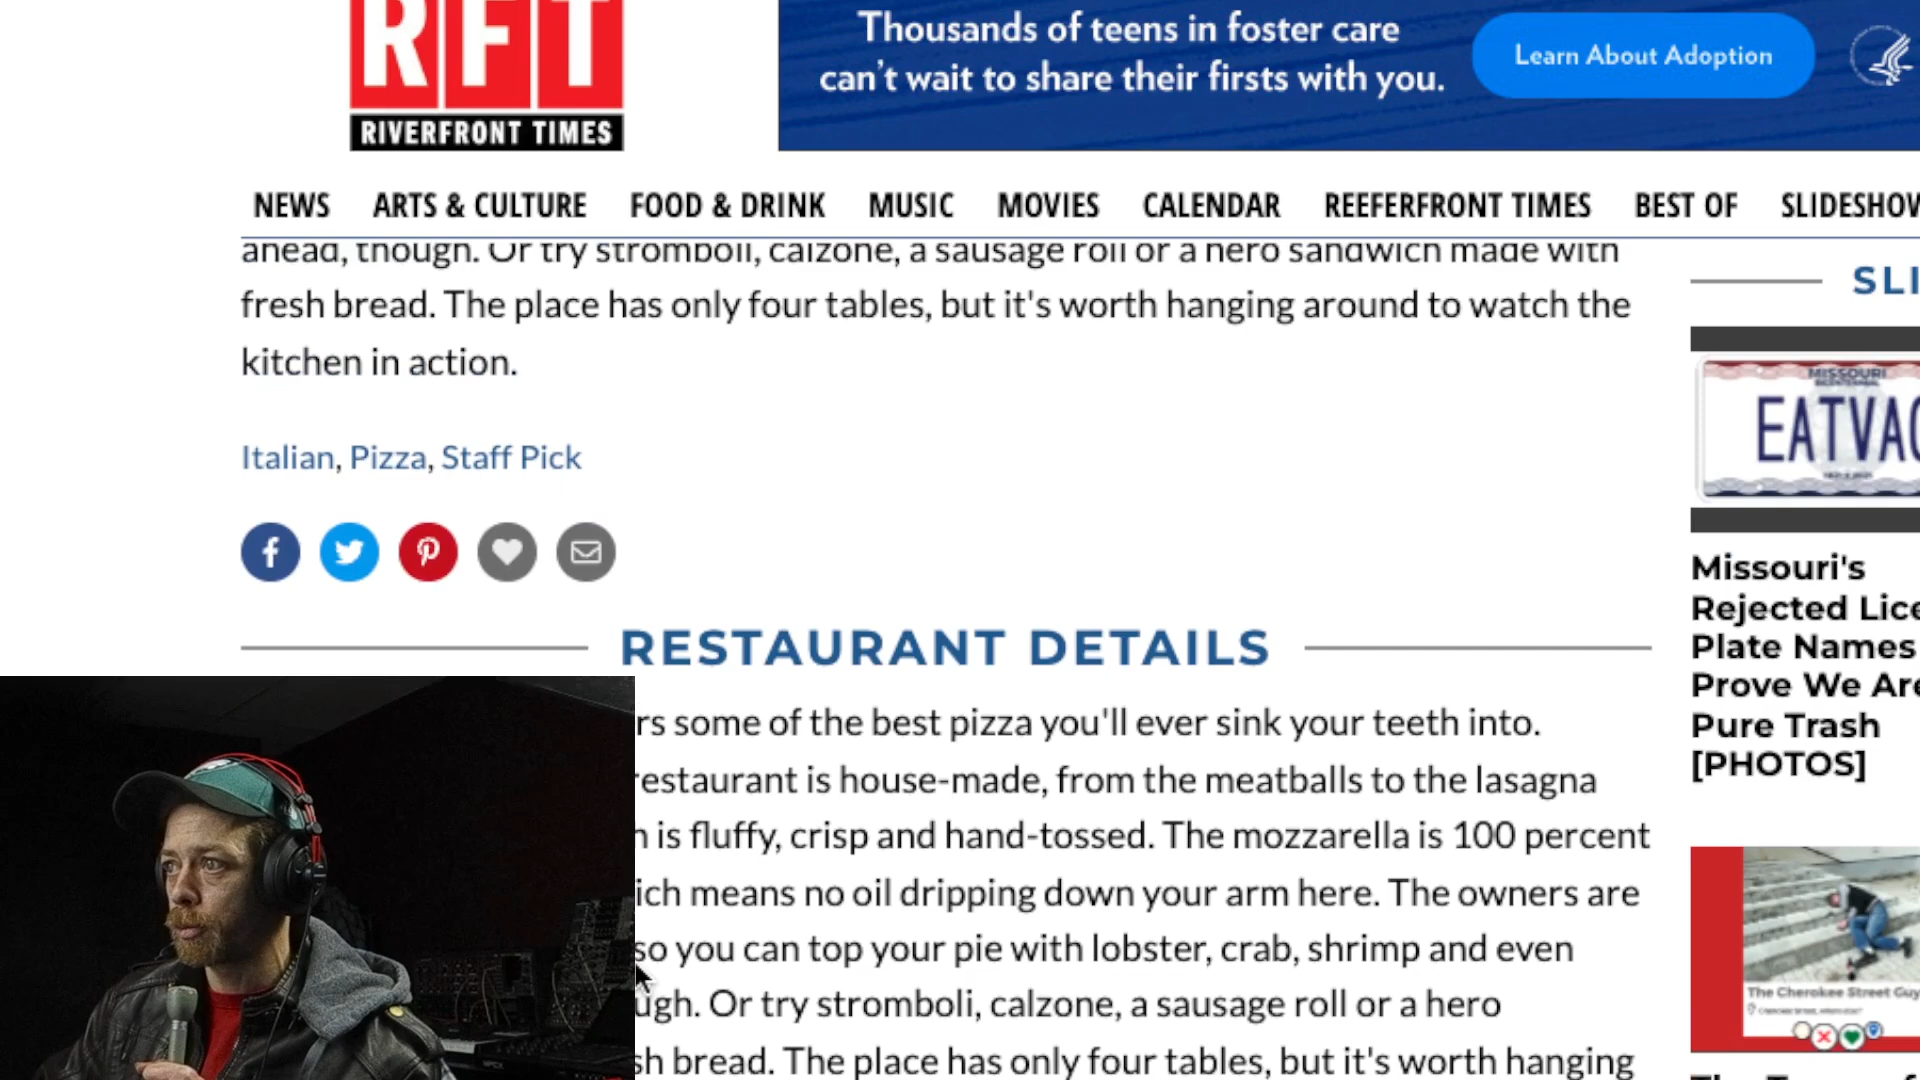 RFT
RIVERFRONT TIMES
Thousands of teens in foster care
can't wait to share their firsts with you.
Learn About Adoption
NEWS ARTS & CULTURE FOOD & DRINK MUSIC MOVIES CALENDAR REEFERFRONT TIMES BEST OF SLIDESHOW
ahead, though. Or try stromboli, calzone, a sausage roll or a hero sandwich made with
fresh bread. The place has only four tables, but it's worth hanging around to watch the
kitchen in action.
Italian, Pizza, Staff Pick
RESTAURANT DETAILS
rs some of the best pizza you'll ever sink your teeth into.
restaurant is house-made, from the meatballs to the lasagna
is fluffy, crisp and hand-tossed. The mozzarella is 100 percent
ich means no oil dripping down your arm here. The owners are
so you can top your pie with lobster, crab, shrimp and even
ugh. Or try stromboli, calzone, a sausage roll or a hero
sh bread. The place has only four tables, but it's worth hanging
SLI
MISSOURI
EATVAG
Missouri's
Rejected Lice
Plate Names
Prove We Are
Pure Trash
[PHOTOS]
The Cherokee Street Guy